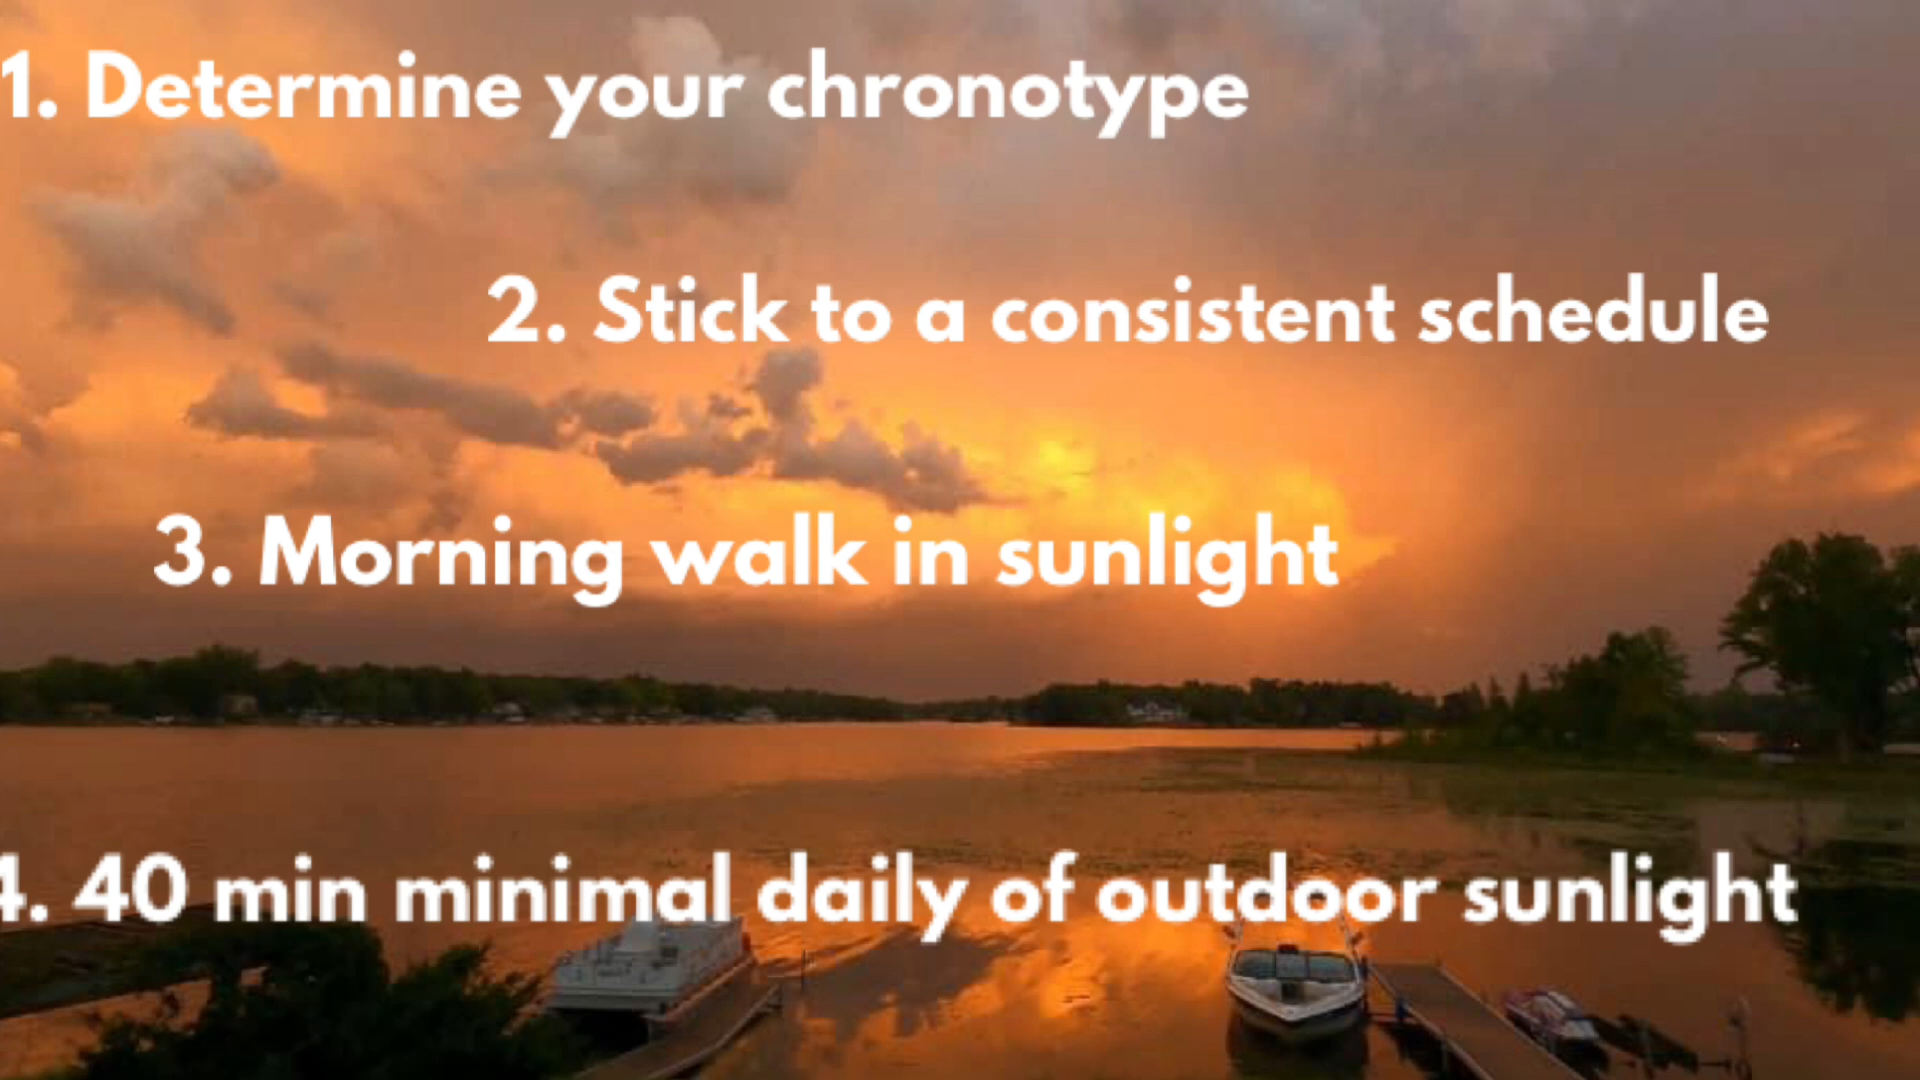 1. Determine your chronotype
2. Stick to a consistent schedule
3. Morning walk in sunlight
4. 40 min minimal daily of outdoor sunlight